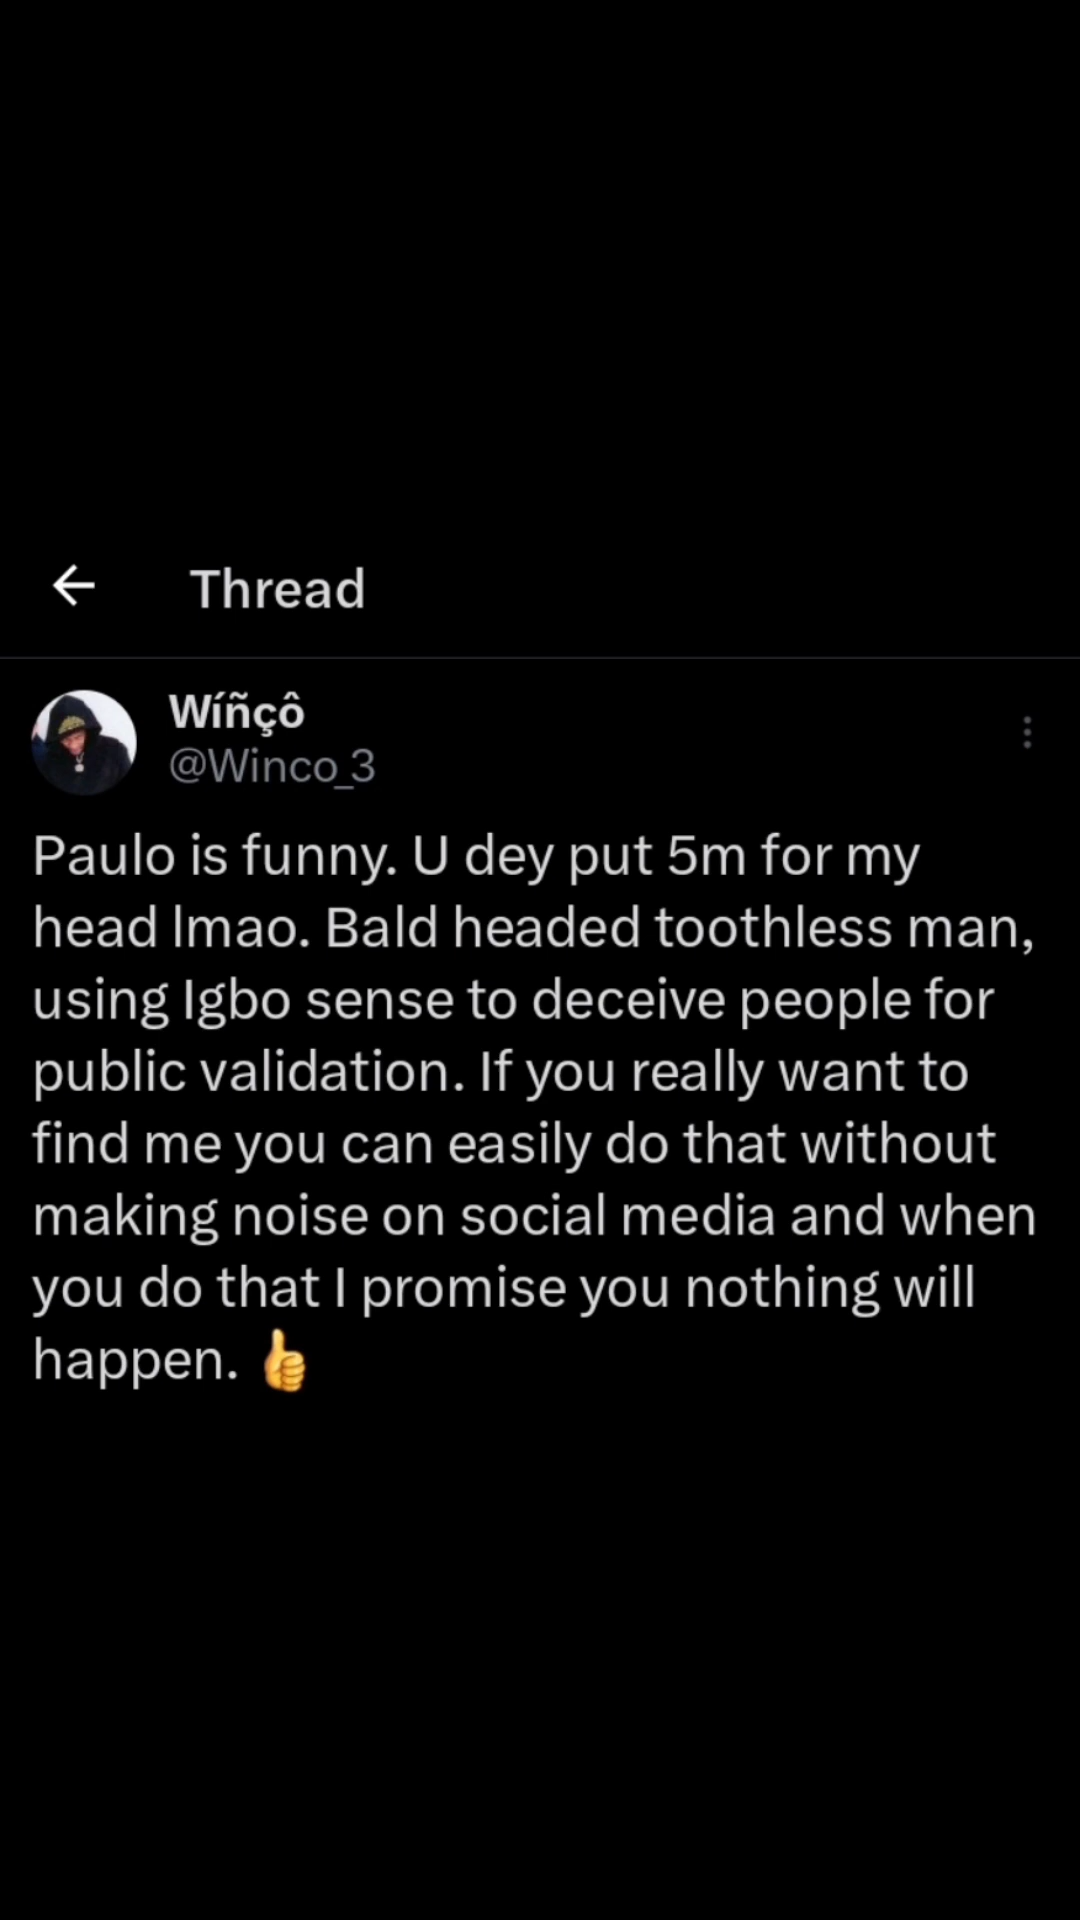 Thread
Wíñçô
@Winco_3
Paulo is funny. U dey put 5m for my
head lmao. Bald headed toothless man,
using Igbo sense to deceive people for
public validation. If you really want to
find me you can easily do that without
making noise on social media and when
you do that I promise you nothing will
happen. 👍